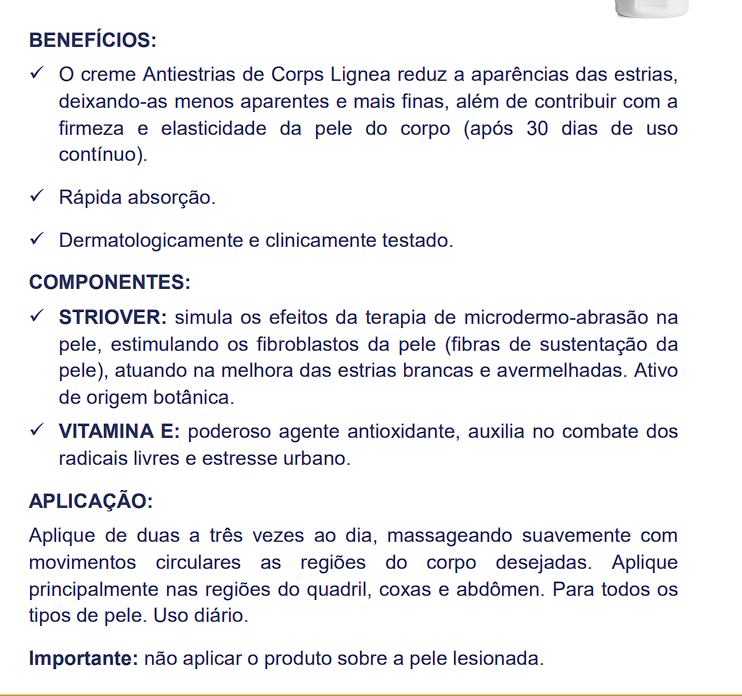 BENEFÍCIOS:
✓ O creme Antiestrias de Corps Lignea reduz a aparências das estrias,
deixando-as menos aparentes e mais finas, além de contribuir com a
firmeza e elasticidade da pele do corpo (após 30 dias de uso
contínuo).
✓ Rápida absorção.
✓ Dermatologicamente e clinicamente testado.
COMPONENTES:
✓ STRIOVER: simula os efeitos da terapia de microdermo-abrasão na
pele, estimulando os fibroblastos da pele (fibras de sustentação da
pele), atuando na melhora das estrias brancas e avermelhadas. Ativo
de origem botânica.
✓ VITAMINA E: poderoso agente antioxidante, auxilia no combate dos
radicais livres e estresse urbano.
APLICAÇÃO:
Aplique de duas a três vezes ao dia, massageando suavemente com
movimentos circulares as regiões do corpo desejadas. Aplique
principalmente nas regiões do quadril, coxas e abdômen. Para todos os
tipos de pele. Uso diário.
Importante: não aplicar o produto sobre a pele lesionada.